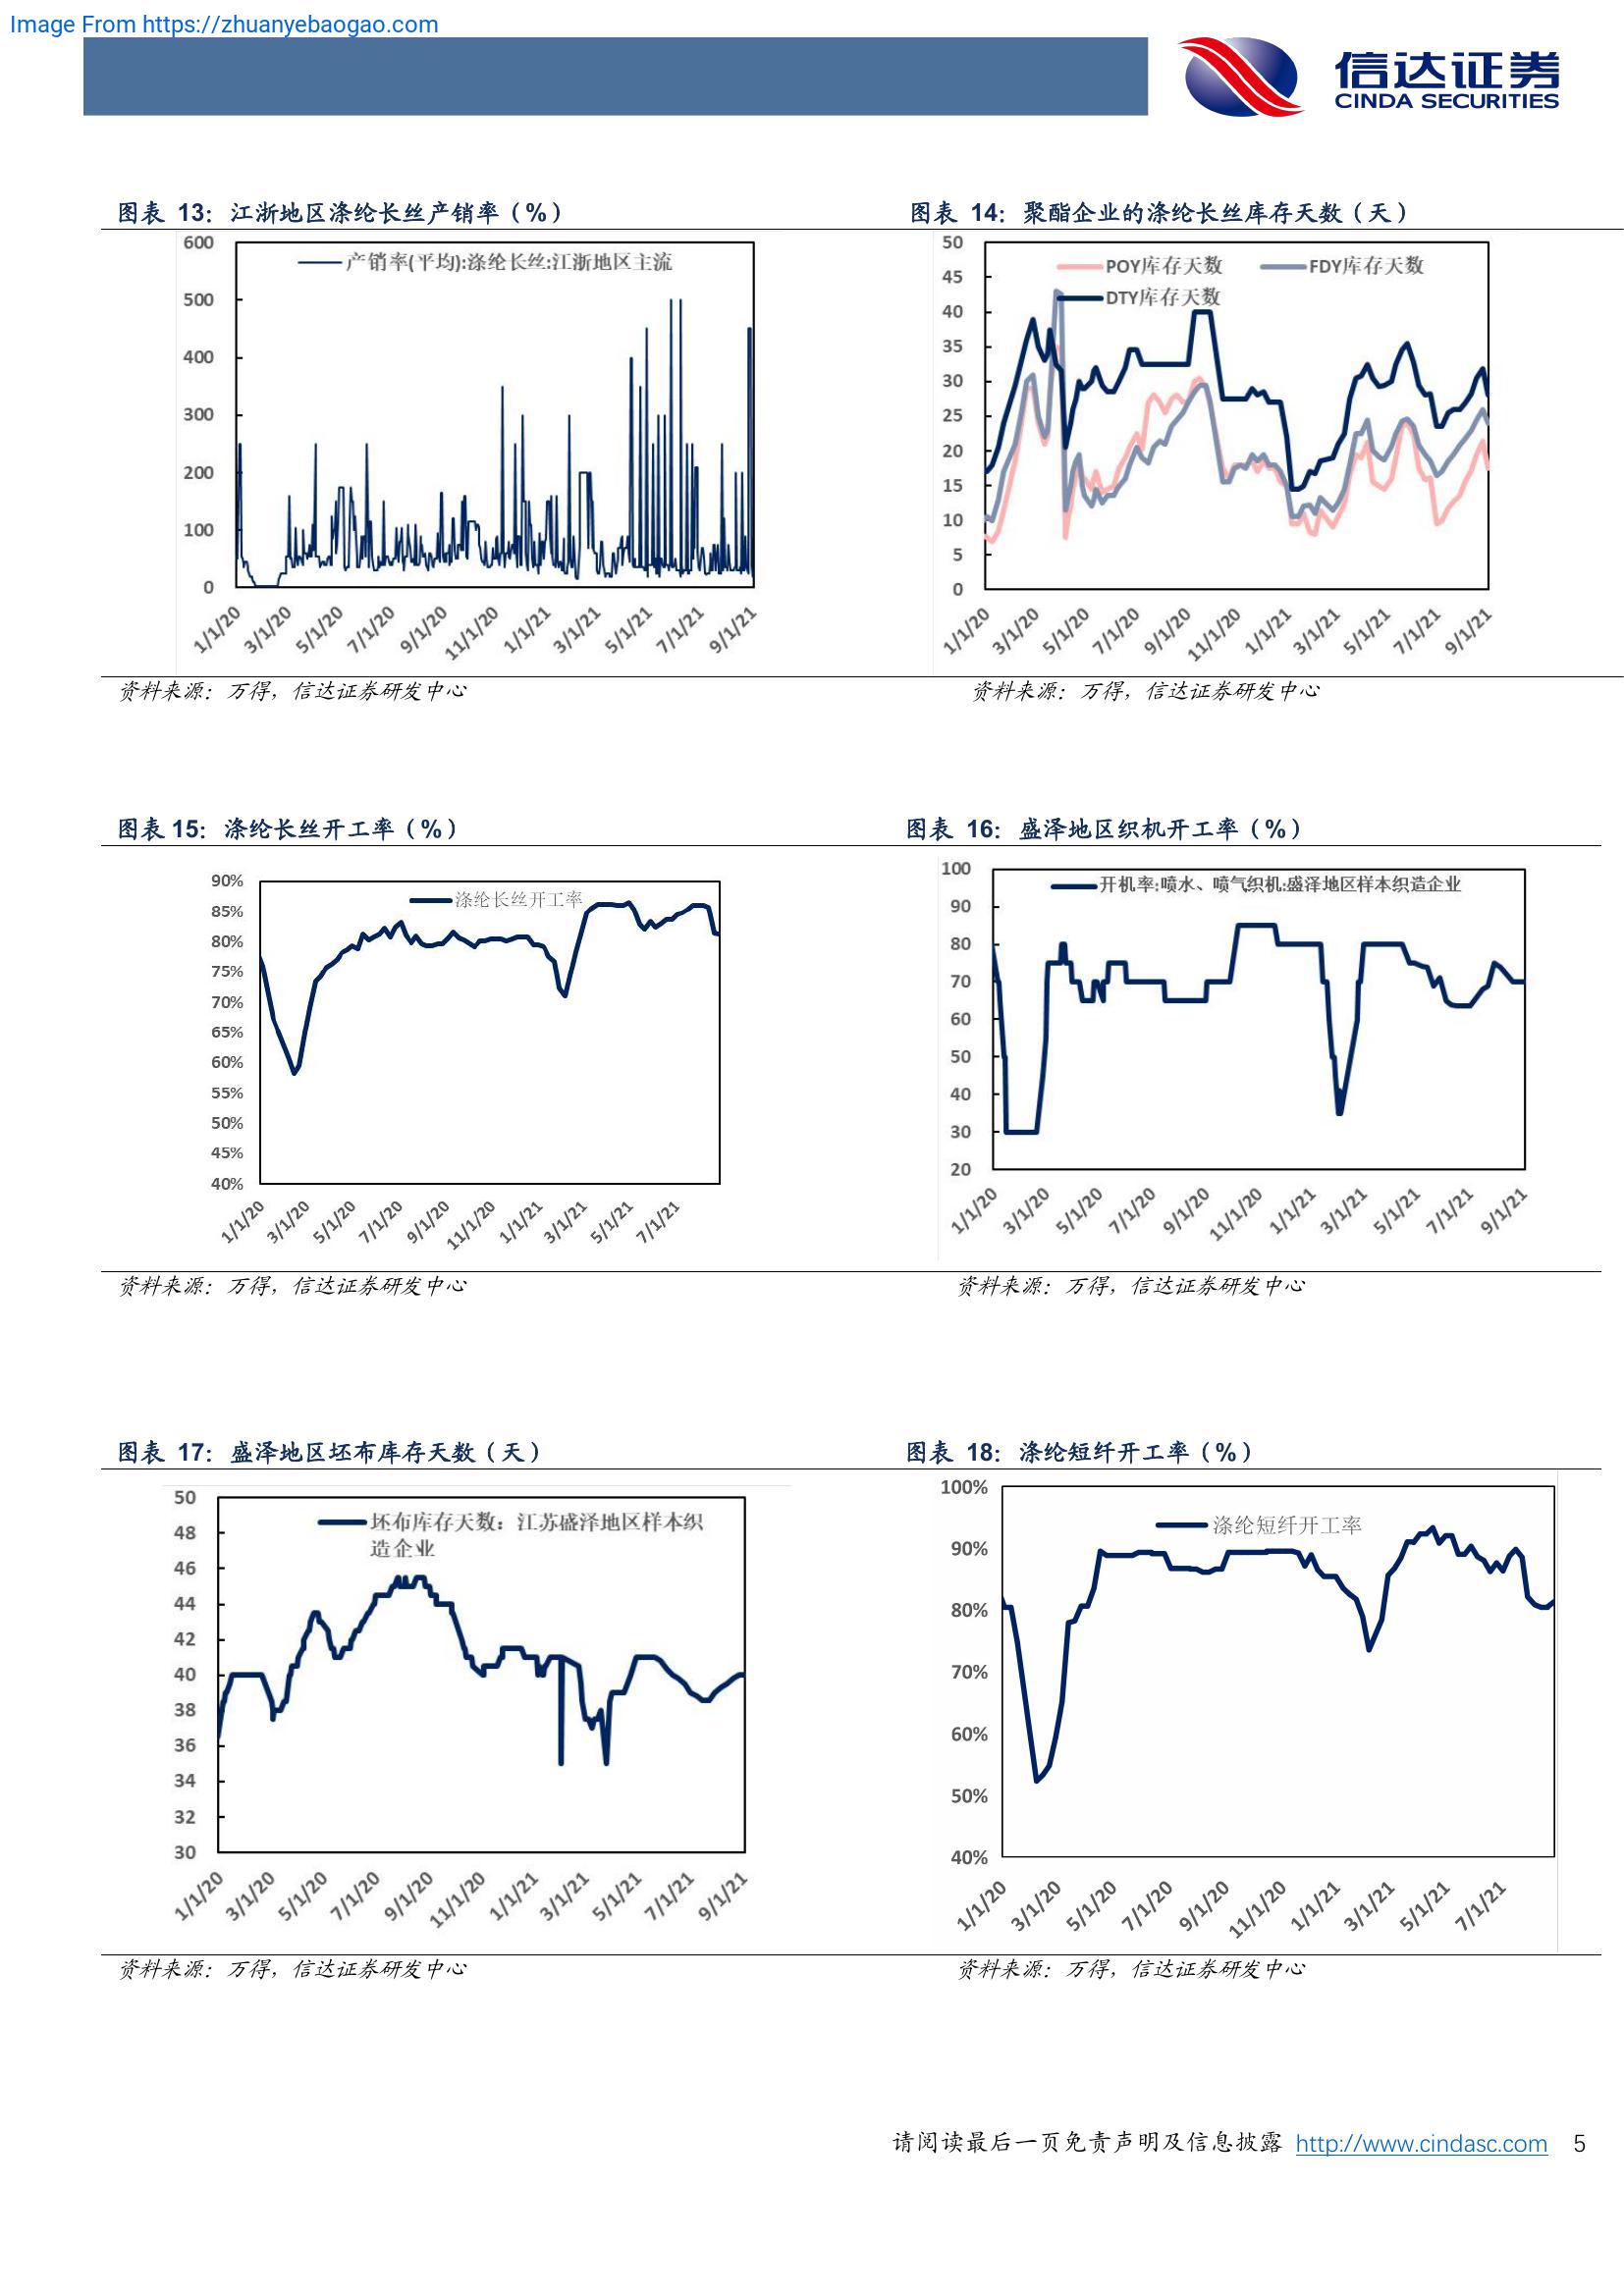 Image From https://zhuanyebaogao.com
信达证券
CINDA SECURITIES
图表 13：江浙地区涤纶长丝产销率（%）
600
500
400
300
200
100
0
产销率(平均):涤纶长丝:江浙地区主流
1/1/20 3/1/20 5/1/20 7/1/20 9/1/20 11/1/20 1/1/21 3/1/21 5/1/21 7/1/21 9/1/21
资料来源：万得，信达证券研发中心
图表 14：聚酯企业的涤纶长丝库存天数（天）
50
45
40
35
30
25
20
15
10
5
0
POY库存天数 FDY库存天数
DTY库存天数
1/1/20 3/1/20 5/1/20 7/1/20 9/1/20 11/1/20 1/1/21 3/1/21 5/1/21 7/1/21 9/1/21
资料来源：万得，信达证券研发中心
图表 15：涤纶长丝开工率（%）
90%
85%
80%
75%
70%
65%
60%
55%
50%
45%
40%
涤纶长丝开工率
1/1/20 3/1/20 5/1/20 7/1/20 9/1/20 11/1/20 1/1/21 3/1/21 5/1/21 7/1/21
资料来源：万得，信达证券研发中心
图表 16：盛泽地区织机开工率（%）
100
90
80
70
60
50
40
30
20
开机率:喷水、喷气织机:盛泽地区样本织造企业
1/1/20 3/1/20 5/1/20 7/1/20 9/1/20 11/1/20 1/1/21 3/1/21 5/1/21 7/1/21 9/1/21
资料来源：万得，信达证券研发中心
图表 17：盛泽地区坯布库存天数（天）
50
48
46
44
42
40
38
36
34
32
30
坯布库存天数：江苏盛泽地区样本织
造企业
1/1/20 3/1/20 5/1/20 7/1/20 9/1/20 11/1/20 1/1/21 3/1/21 5/1/21 7/1/21 9/1/21
资料来源：万得，信达证券研发中心
图表 18：涤纶短纤开工率（%）
100%
90%
80%
70%
60%
50%
40%
涤纶短纤开工率
1/1/20 3/1/20 5/1/20 7/1/20 9/1/20 11/1/20 1/1/21 3/1/21 5/1/21 7/1/21
资料来源：万得，信达证券研发中心
请阅读最后一页免责声明及信息披露 http://www.cindasc.com 5